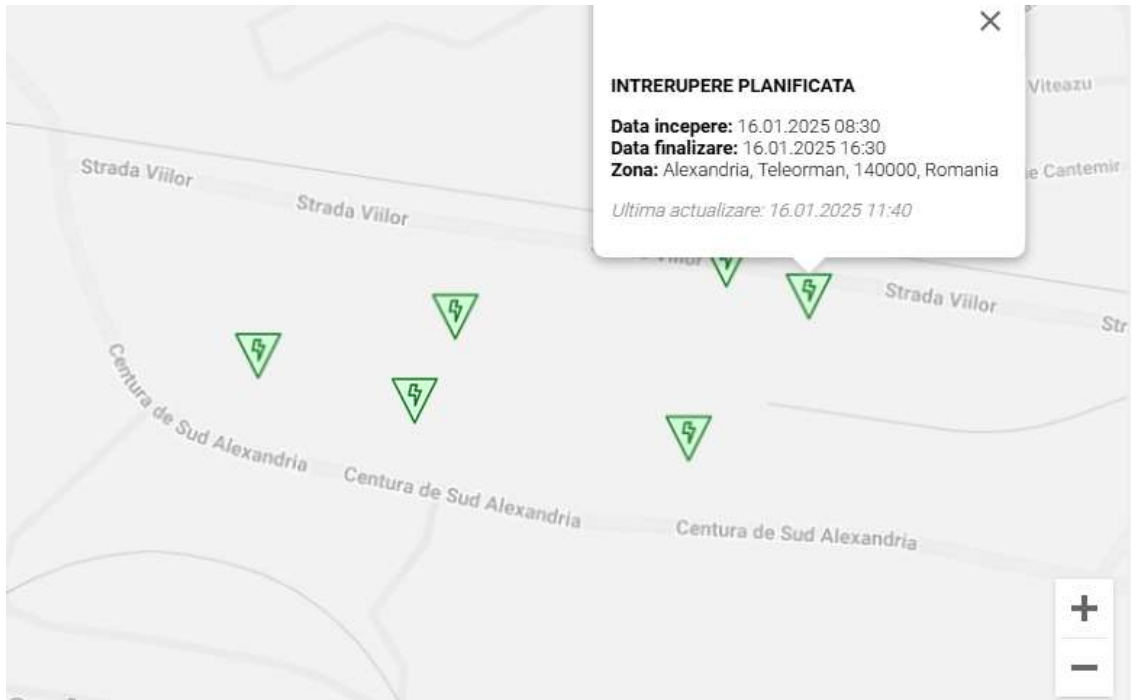 INTRERUPERE PLANIFICATA
Data incepere: 16.01.2025 08:30
Data finalizare: 16.01.2025 16:30
Zona: Alexandria, Teleorman, 140000, Romania
Ultima actualizare: 16.01.2025 11:40
Viteazu
Cantemir
Strada Viilor
Strada Viilor
Strada Viilor
Str
Centura de Sud Alexandria
Centura de Sud Alexandria
Centura de Sud Alexandria
+
−